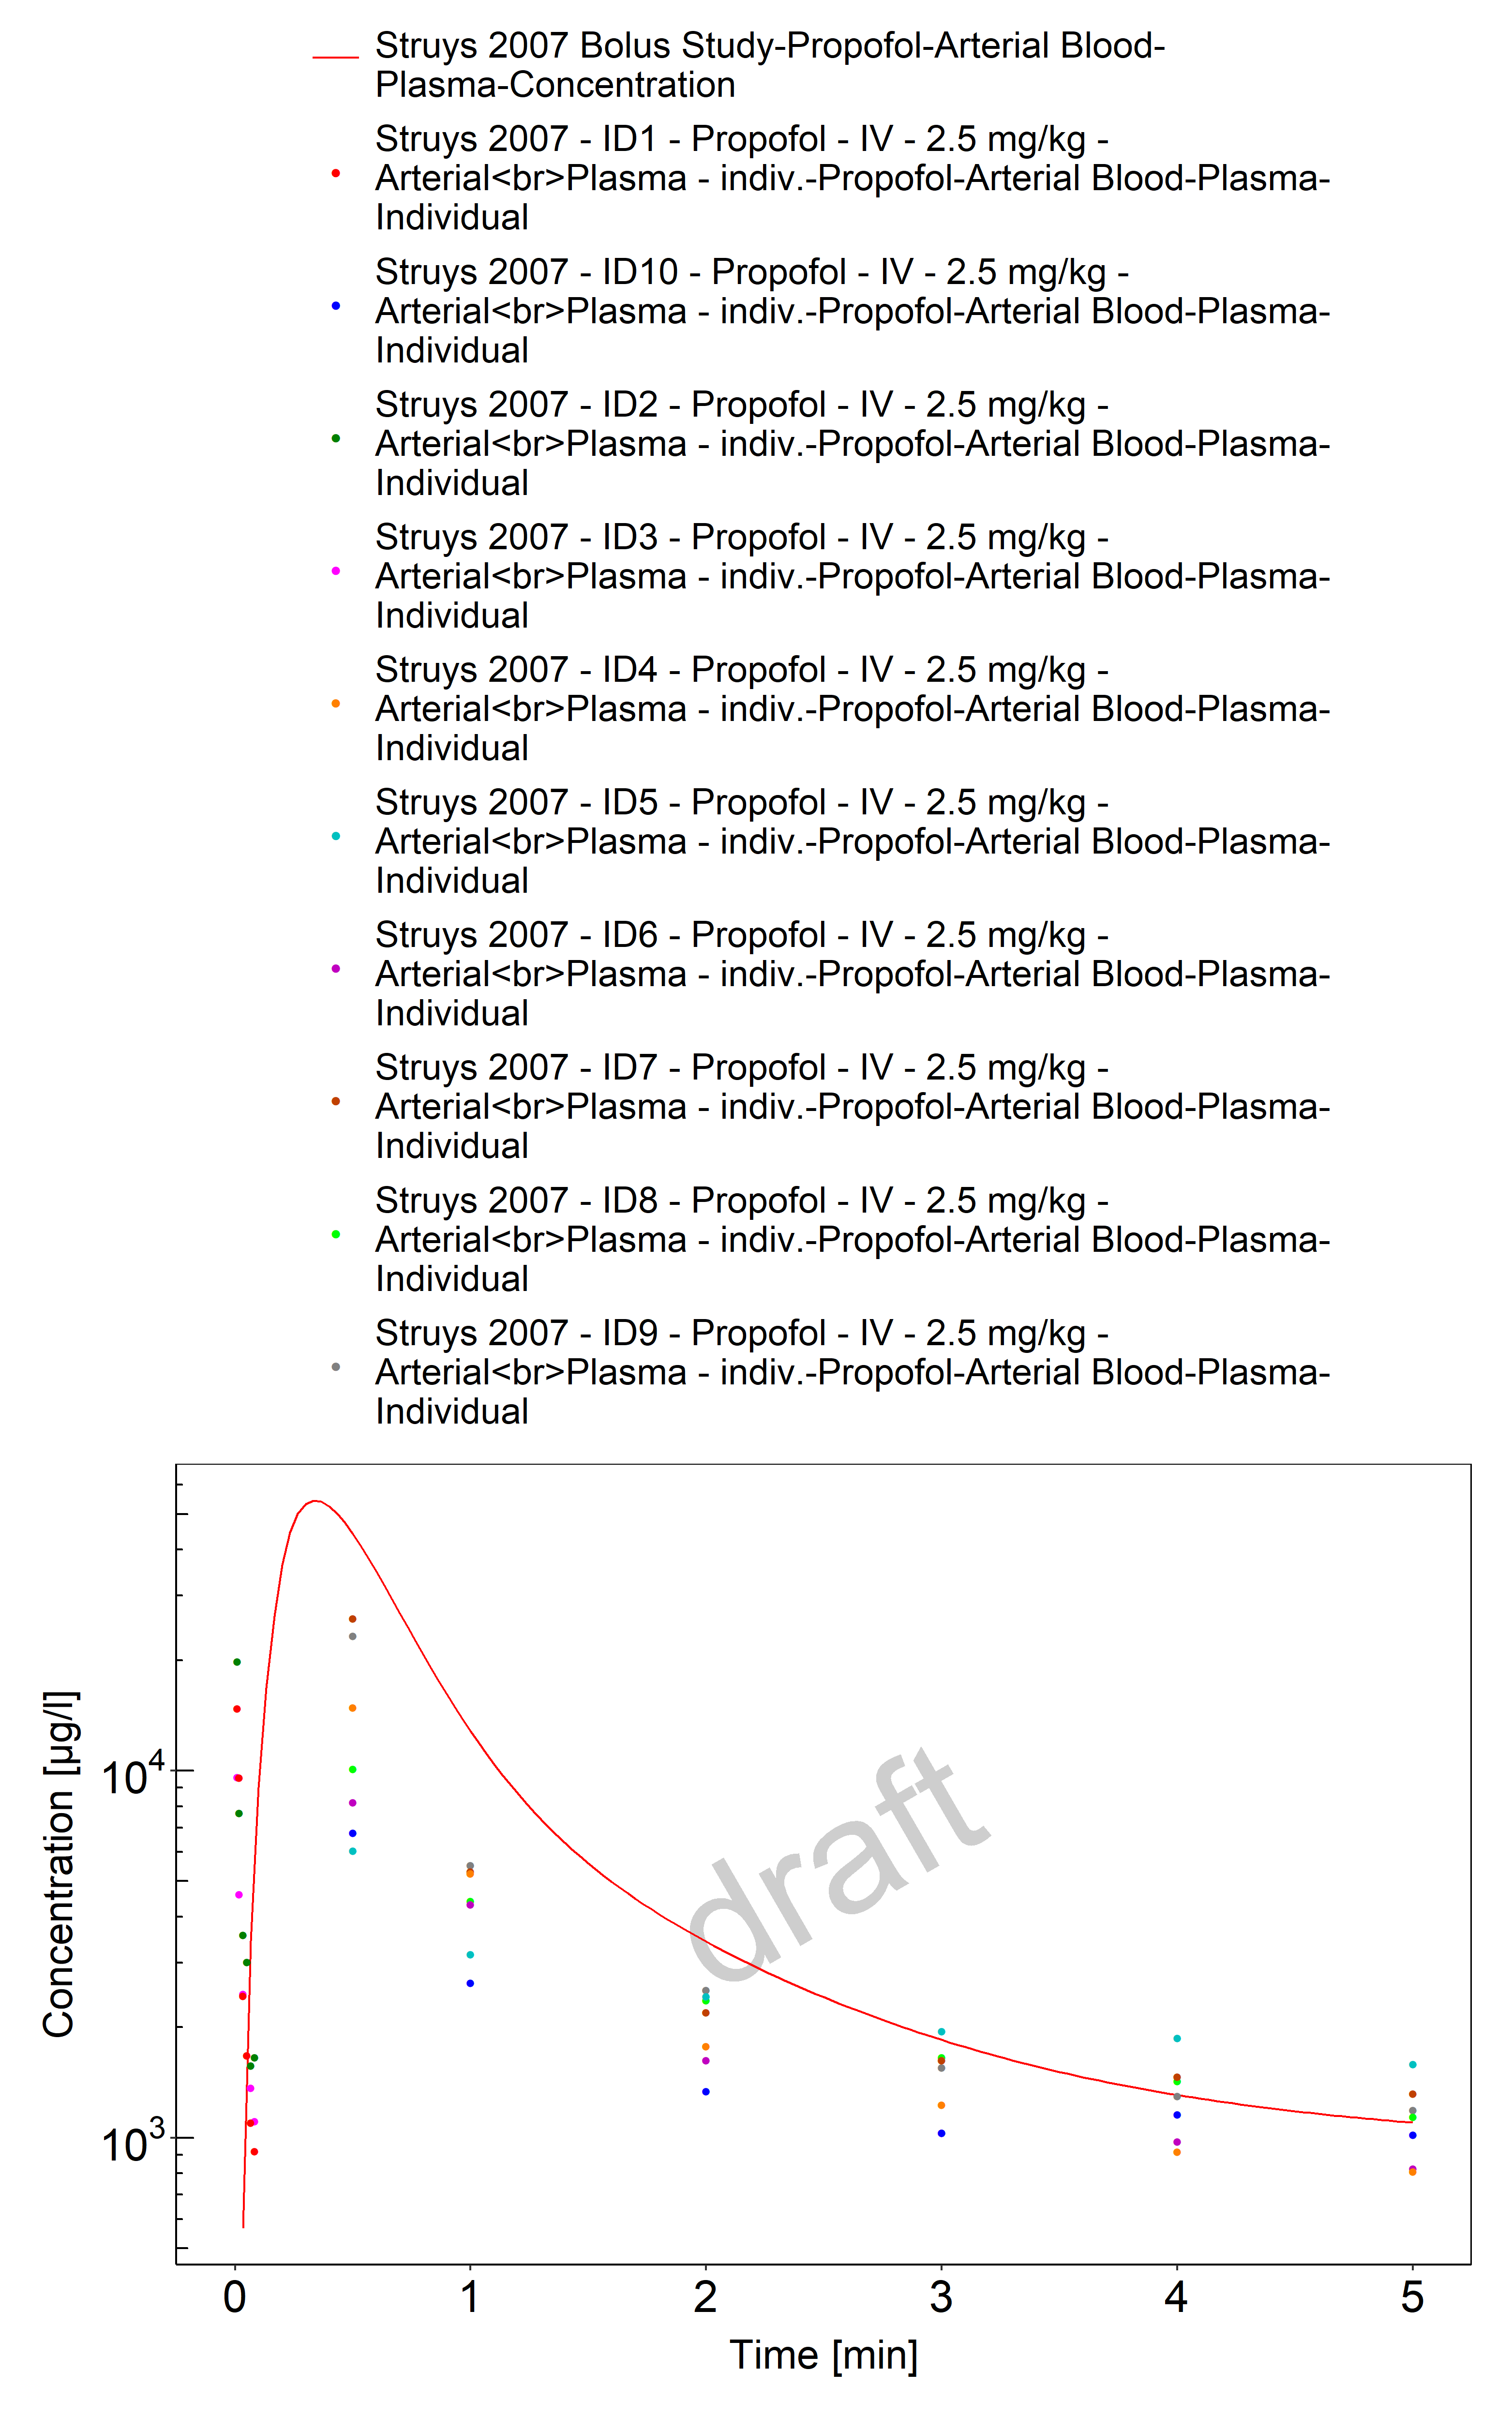 Struys 2007 Bolus Study-Propofol-Arterial Blood-
Plasma-Concentration
Struys 2007 - ID1 - Propofol - IV - 2.5 mg/kg -
Arterial<br>Plasma - indiv.-Propofol-Arterial Blood-Plasma-
Individual
Struys 2007 - ID10 - Propofol - IV - 2.5 mg/kg -
Arterial<br>Plasma - indiv.-Propofol-Arterial Blood-Plasma-
Individual
Struys 2007 - ID2 - Propofol - IV - 2.5 mg/kg -
Arterial<br>Plasma - indiv.-Propofol-Arterial Blood-Plasma-
Individual
Struys 2007 - ID3 - Propofol - IV - 2.5 mg/kg -
Arterial<br>Plasma - indiv.-Propofol-Arterial Blood-Plasma-
Individual
Struys 2007 - ID4 - Propofol - IV - 2.5 mg/kg -
Arterial<br>Plasma - indiv.-Propofol-Arterial Blood-Plasma-
Individual
Struys 2007 - ID5 - Propofol - IV - 2.5 mg/kg -
Arterial<br>Plasma - indiv.-Propofol-Arterial Blood-Plasma-
Individual
Struys 2007 - ID6 - Propofol - IV - 2.5 mg/kg -
Arterial<br>Plasma - indiv.-Propofol-Arterial Blood-Plasma-
Individual
Struys 2007 - ID7 - Propofol - IV - 2.5 mg/kg -
Arterial<br>Plasma - indiv.-Propofol-Arterial Blood-Plasma-
Individual
Struys 2007 - ID8 - Propofol - IV - 2.5 mg/kg -
Arterial<br>Plasma - indiv.-Propofol-Arterial Blood-Plasma-
Individual
Struys 2007 - ID9 - Propofol - IV - 2.5 mg/kg -
Arterial<br>Plasma - indiv.-Propofol-Arterial Blood-Plasma-
Individual
Concentration [µg/l]
10⁴
10³
draft
0 1 2 3 4 5
Time [min]